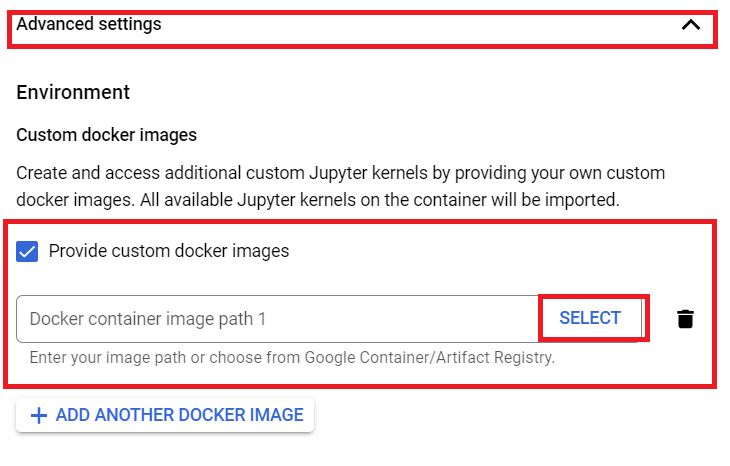 Advanced settings
Environment
Custom docker images
Create and access additional custom Jupyter kernels by providing your own custom
docker images. All available Jupyter kernels on the container will be imported.
Provide custom docker images
Docker container image path 1
SELECT
Enter your image path or choose from Google Container/Artifact Registry.
+ ADD ANOTHER DOCKER IMAGE